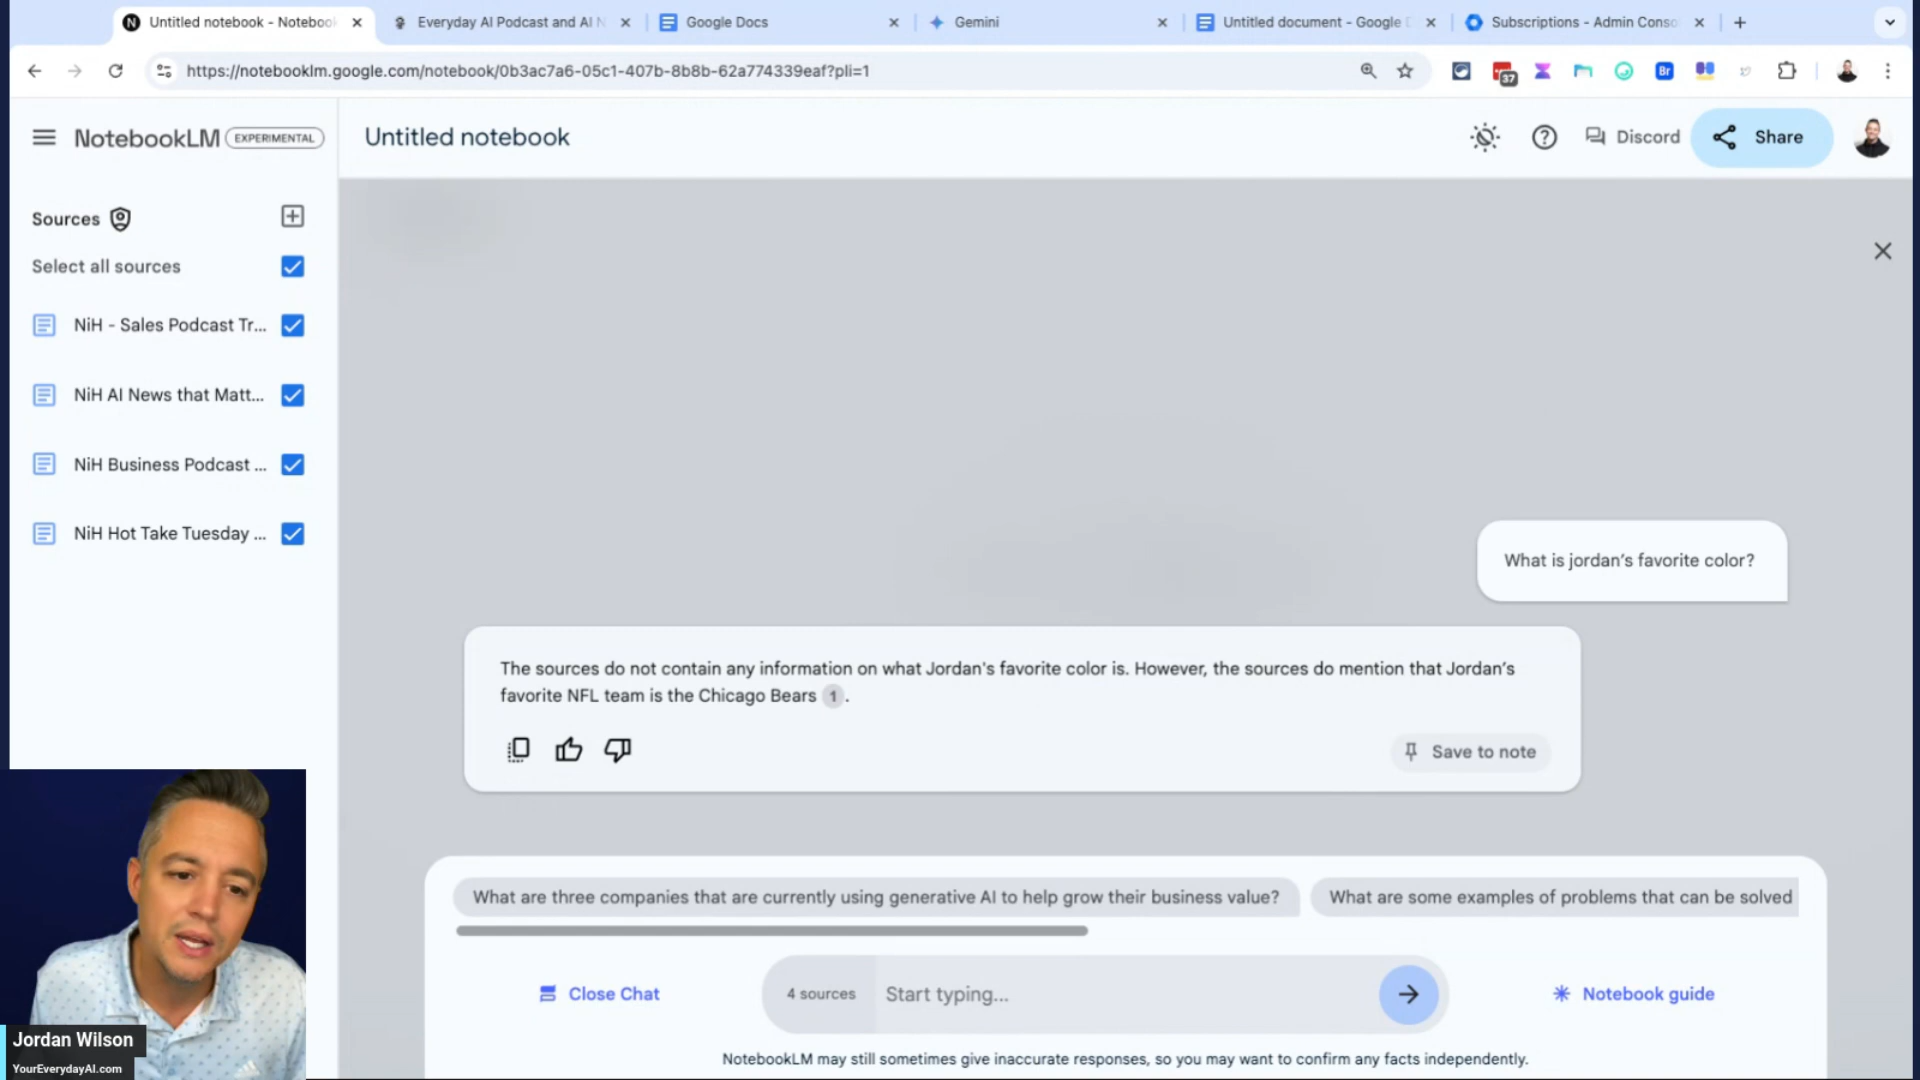 Untitled notebook - Notebook
Everyday AI Podcast and AI N
Google Docs
Gemini
Untitled document - Google D
Subscriptions - Admin Conso
https://notebooklm.google.com/notebook/0b3ac7a6-05c1-407b-8b8b-62a774339eaf?pli=1
37
Br
NotebookLM
EXPERIMENTAL
Untitled notebook
Discord
Share
Sources
Select all sources
NiH - Sales Podcast Tr...
NiH AI News that Matt...
NiH Business Podcast ...
NiH Hot Take Tuesday ...
What is jordan's favorite color?
The sources do not contain any information on what Jordan's favorite color is. However, the sources do mention that Jordan's
favorite NFL team is the Chicago Bears 1.
Save to note
What are three companies that are currently using generative AI to help grow their business value?
What are some examples of problems that can be solved
Close Chat
4 sources
Start typing...
Notebook guide
NotebookLM may still sometimes give inaccurate responses, so you may want to confirm any facts independently.
Jordan Wilson
YourEverydayAI.com